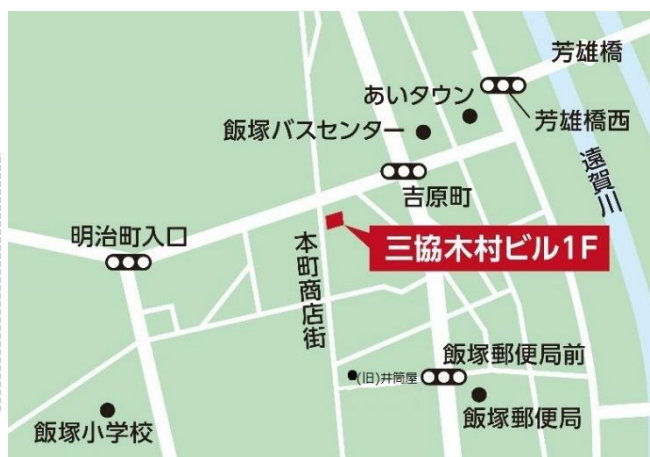 芳雄橋
あいタウン
飯塚バスセンター
芳雄橋西
遠賀川
吉原町
明治町入口
三協木村ビル1F
本町商店街
飯塚郵便局前
(旧)井筒屋
飯塚小学校
飯塚郵便局